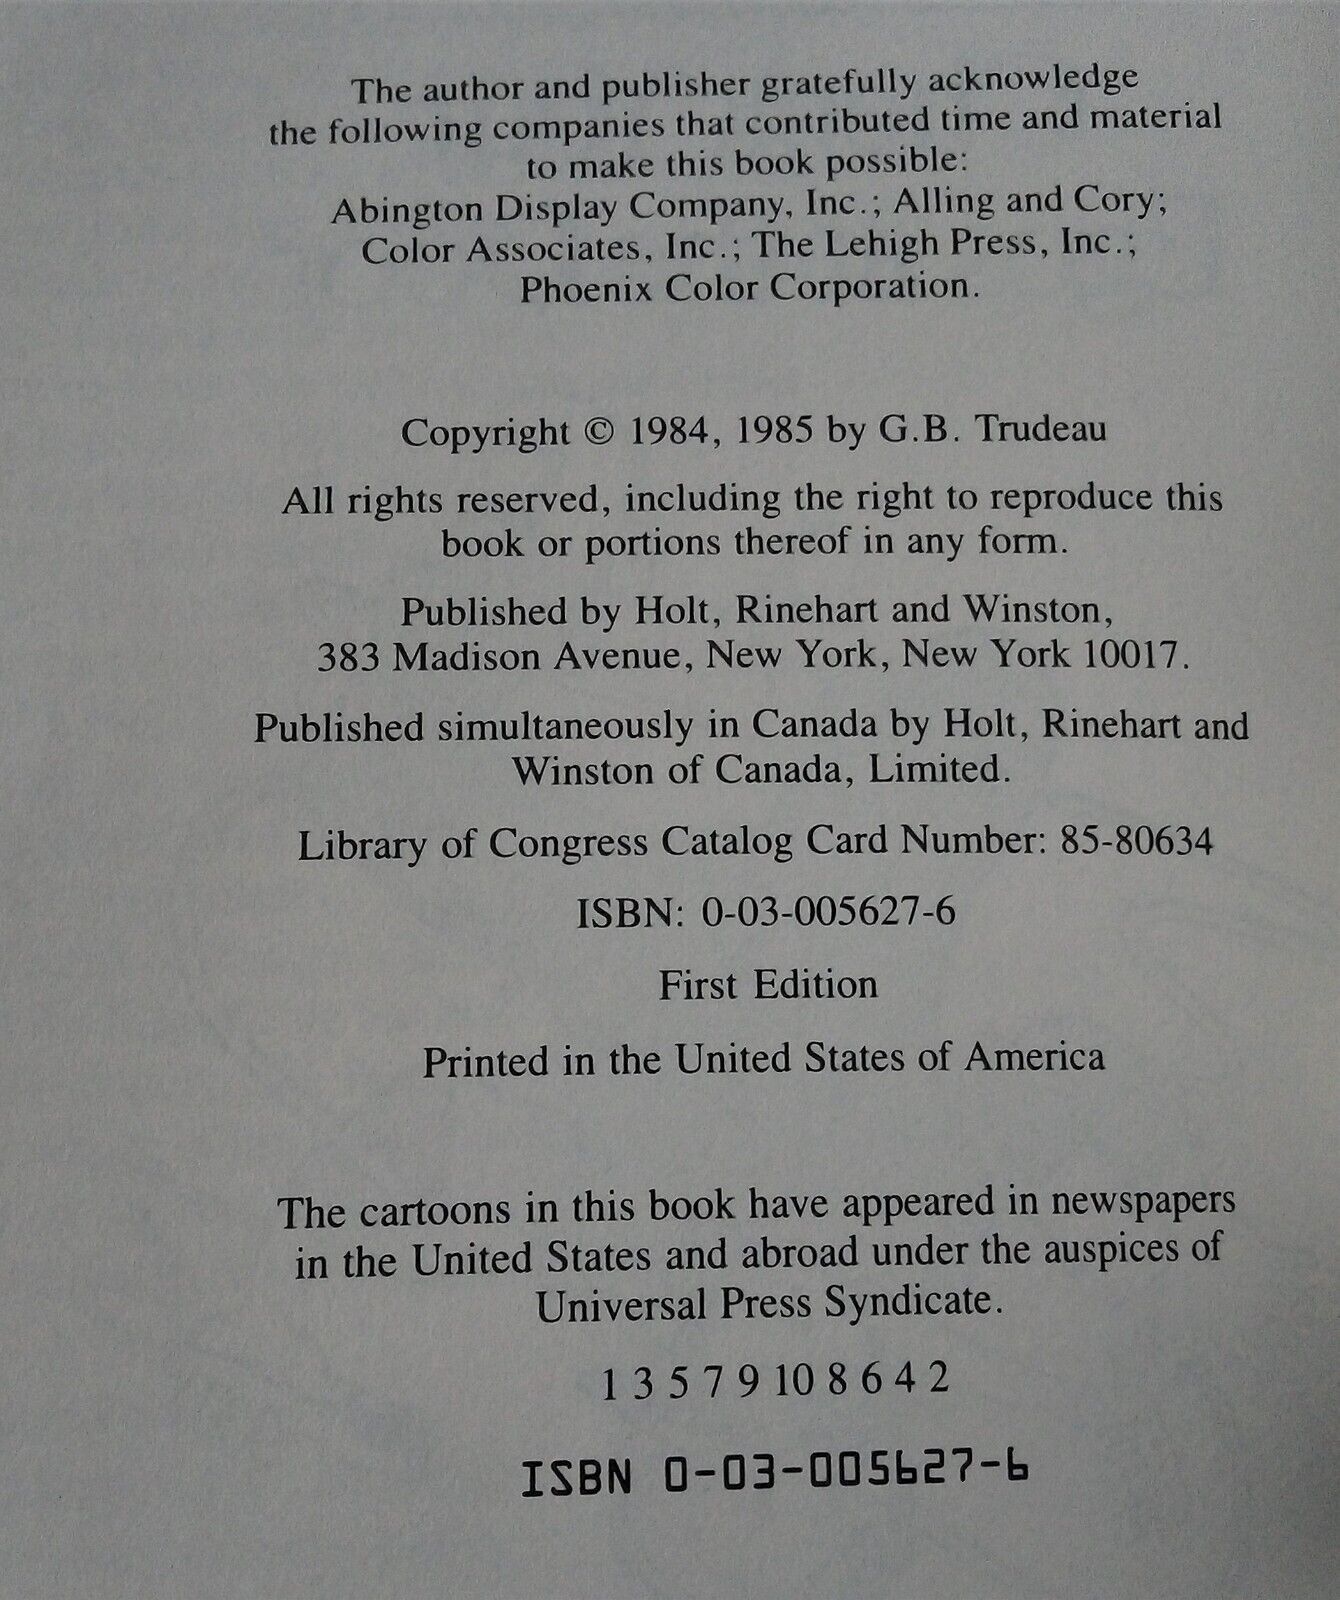 The author and publisher gratefully acknowledge
the following companies that contributed time and material
to make this book possible:
Abington Display Company, Inc.; Alling and Cory;
Color Associates, Inc.; The Lehigh Press, Inc.;
Phoenix Color Corporation.
Copyright © 1984, 1985 by G.B. Trudeau
All rights reserved, including the right to reproduce this
book or portions thereof in any form.
Published by Holt, Rinehart and Winston,
383 Madison Avenue, New York, New York 10017.
Published simultaneously in Canada by Holt, Rinehart and
Winston of Canada, Limited.
Library of Congress Catalog Card Number: 85-80634
ISBN: 0-03-005627-6
First Edition
Printed in the United States of America
The cartoons in this book have appeared in newspapers
in the United States and abroad under the auspices of
Universal Press Syndicate.
1 3 5 7 9 10 8 6 4 2
ISBN 0-03-005627-6